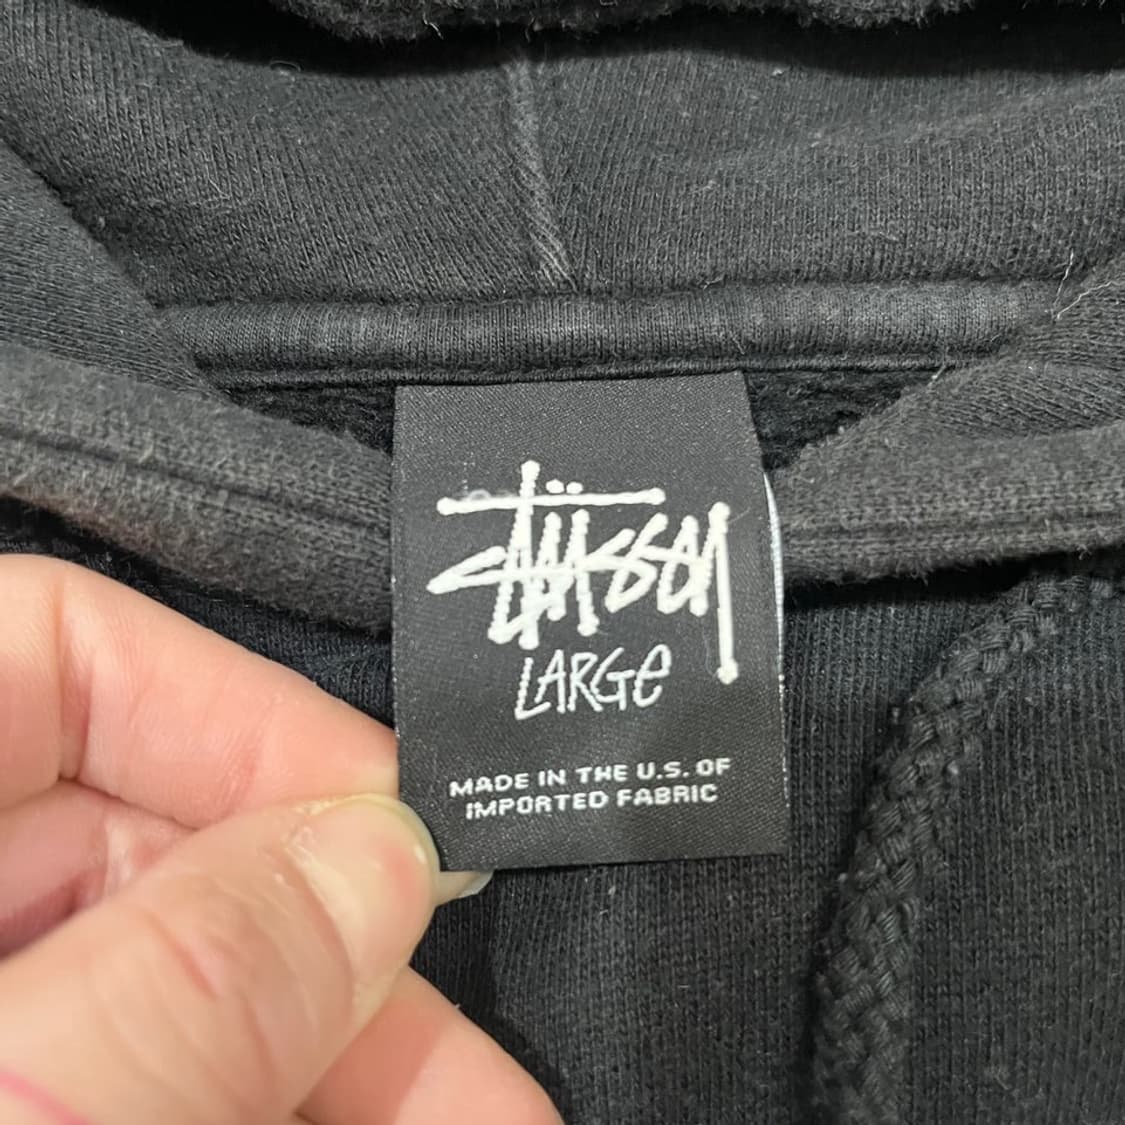 Stüssy
LARGe
MADE IN THE U.S. OF
IMPORTED FABRIC